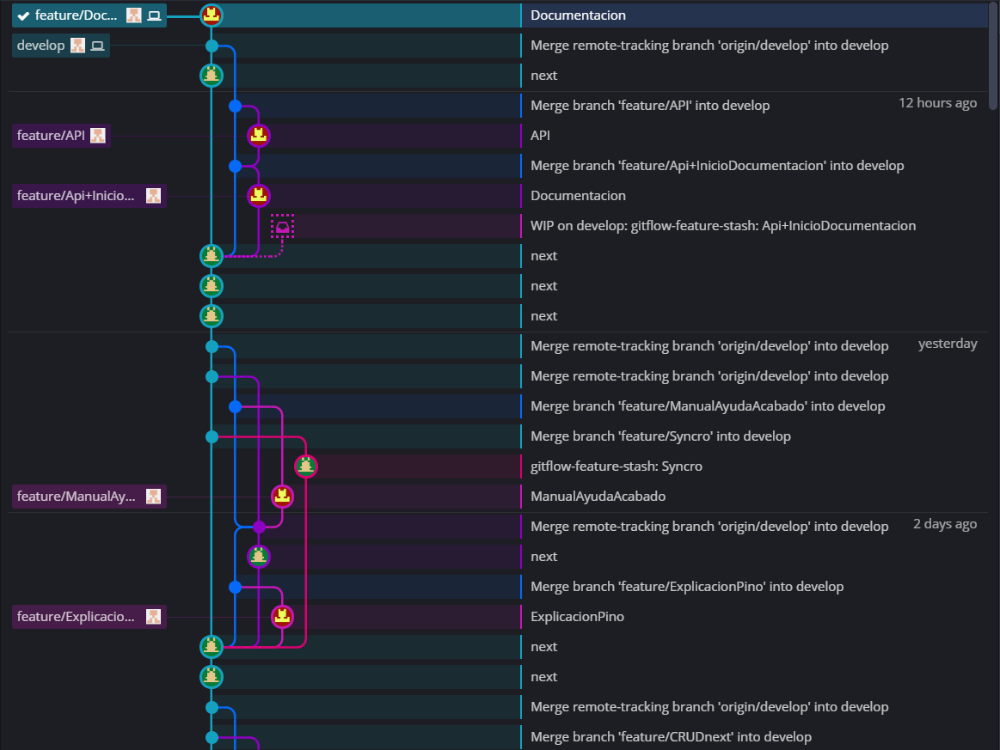 feature/Doc... Documentacion
develop Merge remote-tracking branch 'origin/develop' into develop
next
Merge branch 'feature/API' into develop 12 hours ago
feature/API API
Merge branch 'feature/Api+InicioDocumentacion' into develop
feature/Api+Inicio... Documentacion
WIP on develop: gitflow-feature-stash: Api+InicioDocumentacion
next
next
next
Merge remote-tracking branch 'origin/develop' into develop yesterday
Merge remote-tracking branch 'origin/develop' into develop
Merge branch 'feature/ManualAyudaAcabado' into develop
Merge branch 'feature/Syncro' into develop
gitflow-feature-stash: Syncro
feature/ManualAy... ManualAyudaAcabado
Merge remote-tracking branch 'origin/develop' into develop 2 days ago
next
Merge branch 'feature/ExplicacionPino' into develop
feature/Explicacio... ExplicacionPino
next
next
Merge remote-tracking branch 'origin/develop' into develop
Merge branch 'feature/CRUDnext' into develop